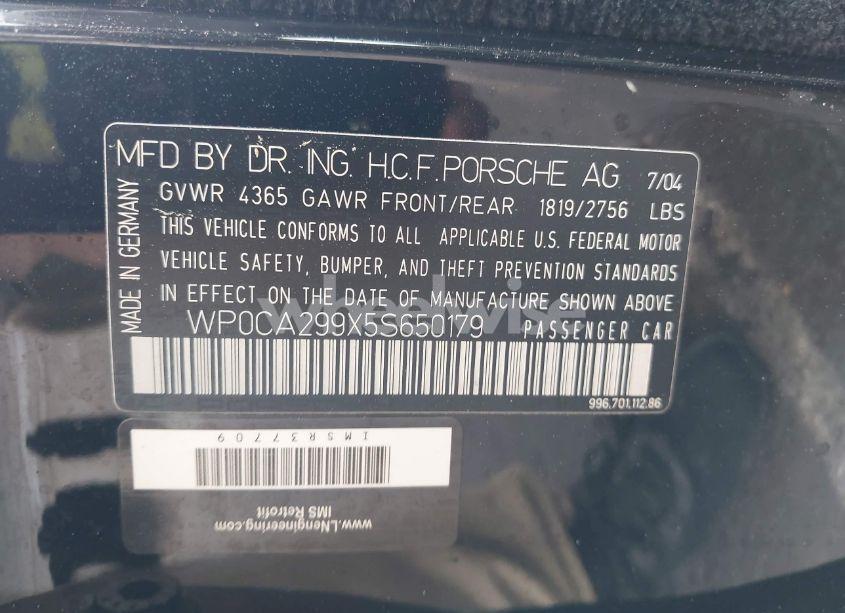 MFD BY DR. ING. H.C.F. PORSCHE AG 7/04
GVWR 4365 GAWR FRONT/REAR 1819/2756 LBS
THIS VEHICLE CONFORMS TO ALL APPLICABLE U.S. FEDERAL MOTOR
VEHICLE SAFETY, BUMPER, AND THEFT PREVENTION STANDARDS
IN EFFECT ON THE DATE OF MANUFACTURE SHOWN ABOVE
WP0CA299X5S650179 PASSENGER CAR
MADE IN GERMANY
996.701.112.86
wheelwise
IMSR37709
www.LNengineering.com
IMS Retrofit